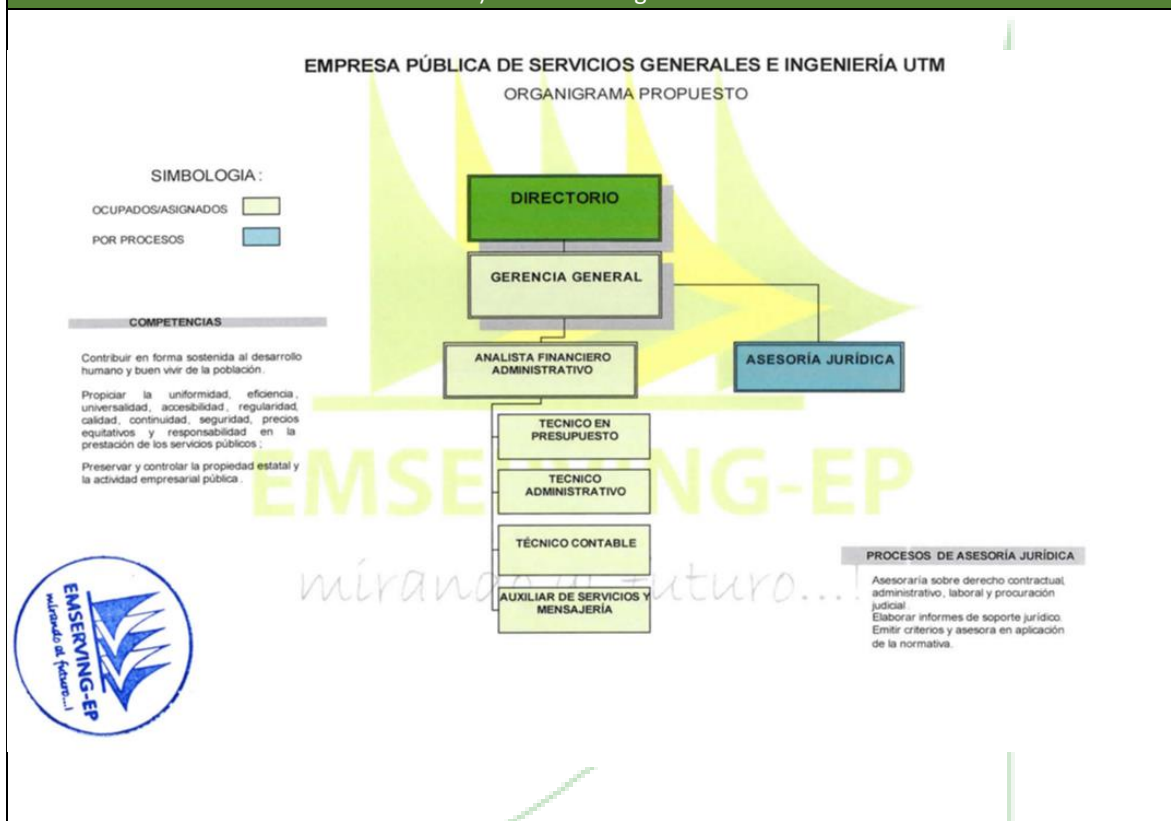 EMPRESA PÚBLICA DE SERVICIOS GENERALES E INGENIERÍA UTM
ORGANIGRAMA PROPUESTO
SIMBOLOGIA :
OCUPADOS/ASIGNADOS
POR PROCESOS
DIRECTORIO
GERENCIA GENERAL
ANALISTA FINANCIERO
ADMINISTRATIVO
ASESORÍA JURÍDICA
TECNICO EN
PRESUPUESTO
TECNICO
ADMINISTRATIVO
TÉCNICO CONTABLE
AUXILIAR DE SERVICIOS Y
MENSAJERÍA
COMPETENCIAS
Contribuir en forma sostenida al desarrollo
humano y buen vivir de la población.
Propiciar la uniformidad, eficiencia,
universalidad, accesibilidad, regularidad,
calidad, continuidad, seguridad, precios
equitativos y responsabilidad en la
prestación de los servicios públicos ;
Preservar y controlar la propiedad estatal y
la actividad empresarial pública.
PROCESOS DE ASESORÍA JURÍDICA
Asesoraría sobre derecho contractual,
administrativo, laboral y procuración
judicial.
Elaborar informes de soporte jurídico.
Emitir criterios y asesora en aplicación
de la normativa.
EMSERVING-EP
mirando al futuro...!
EMSERVING-EP
mirando al futuro...!